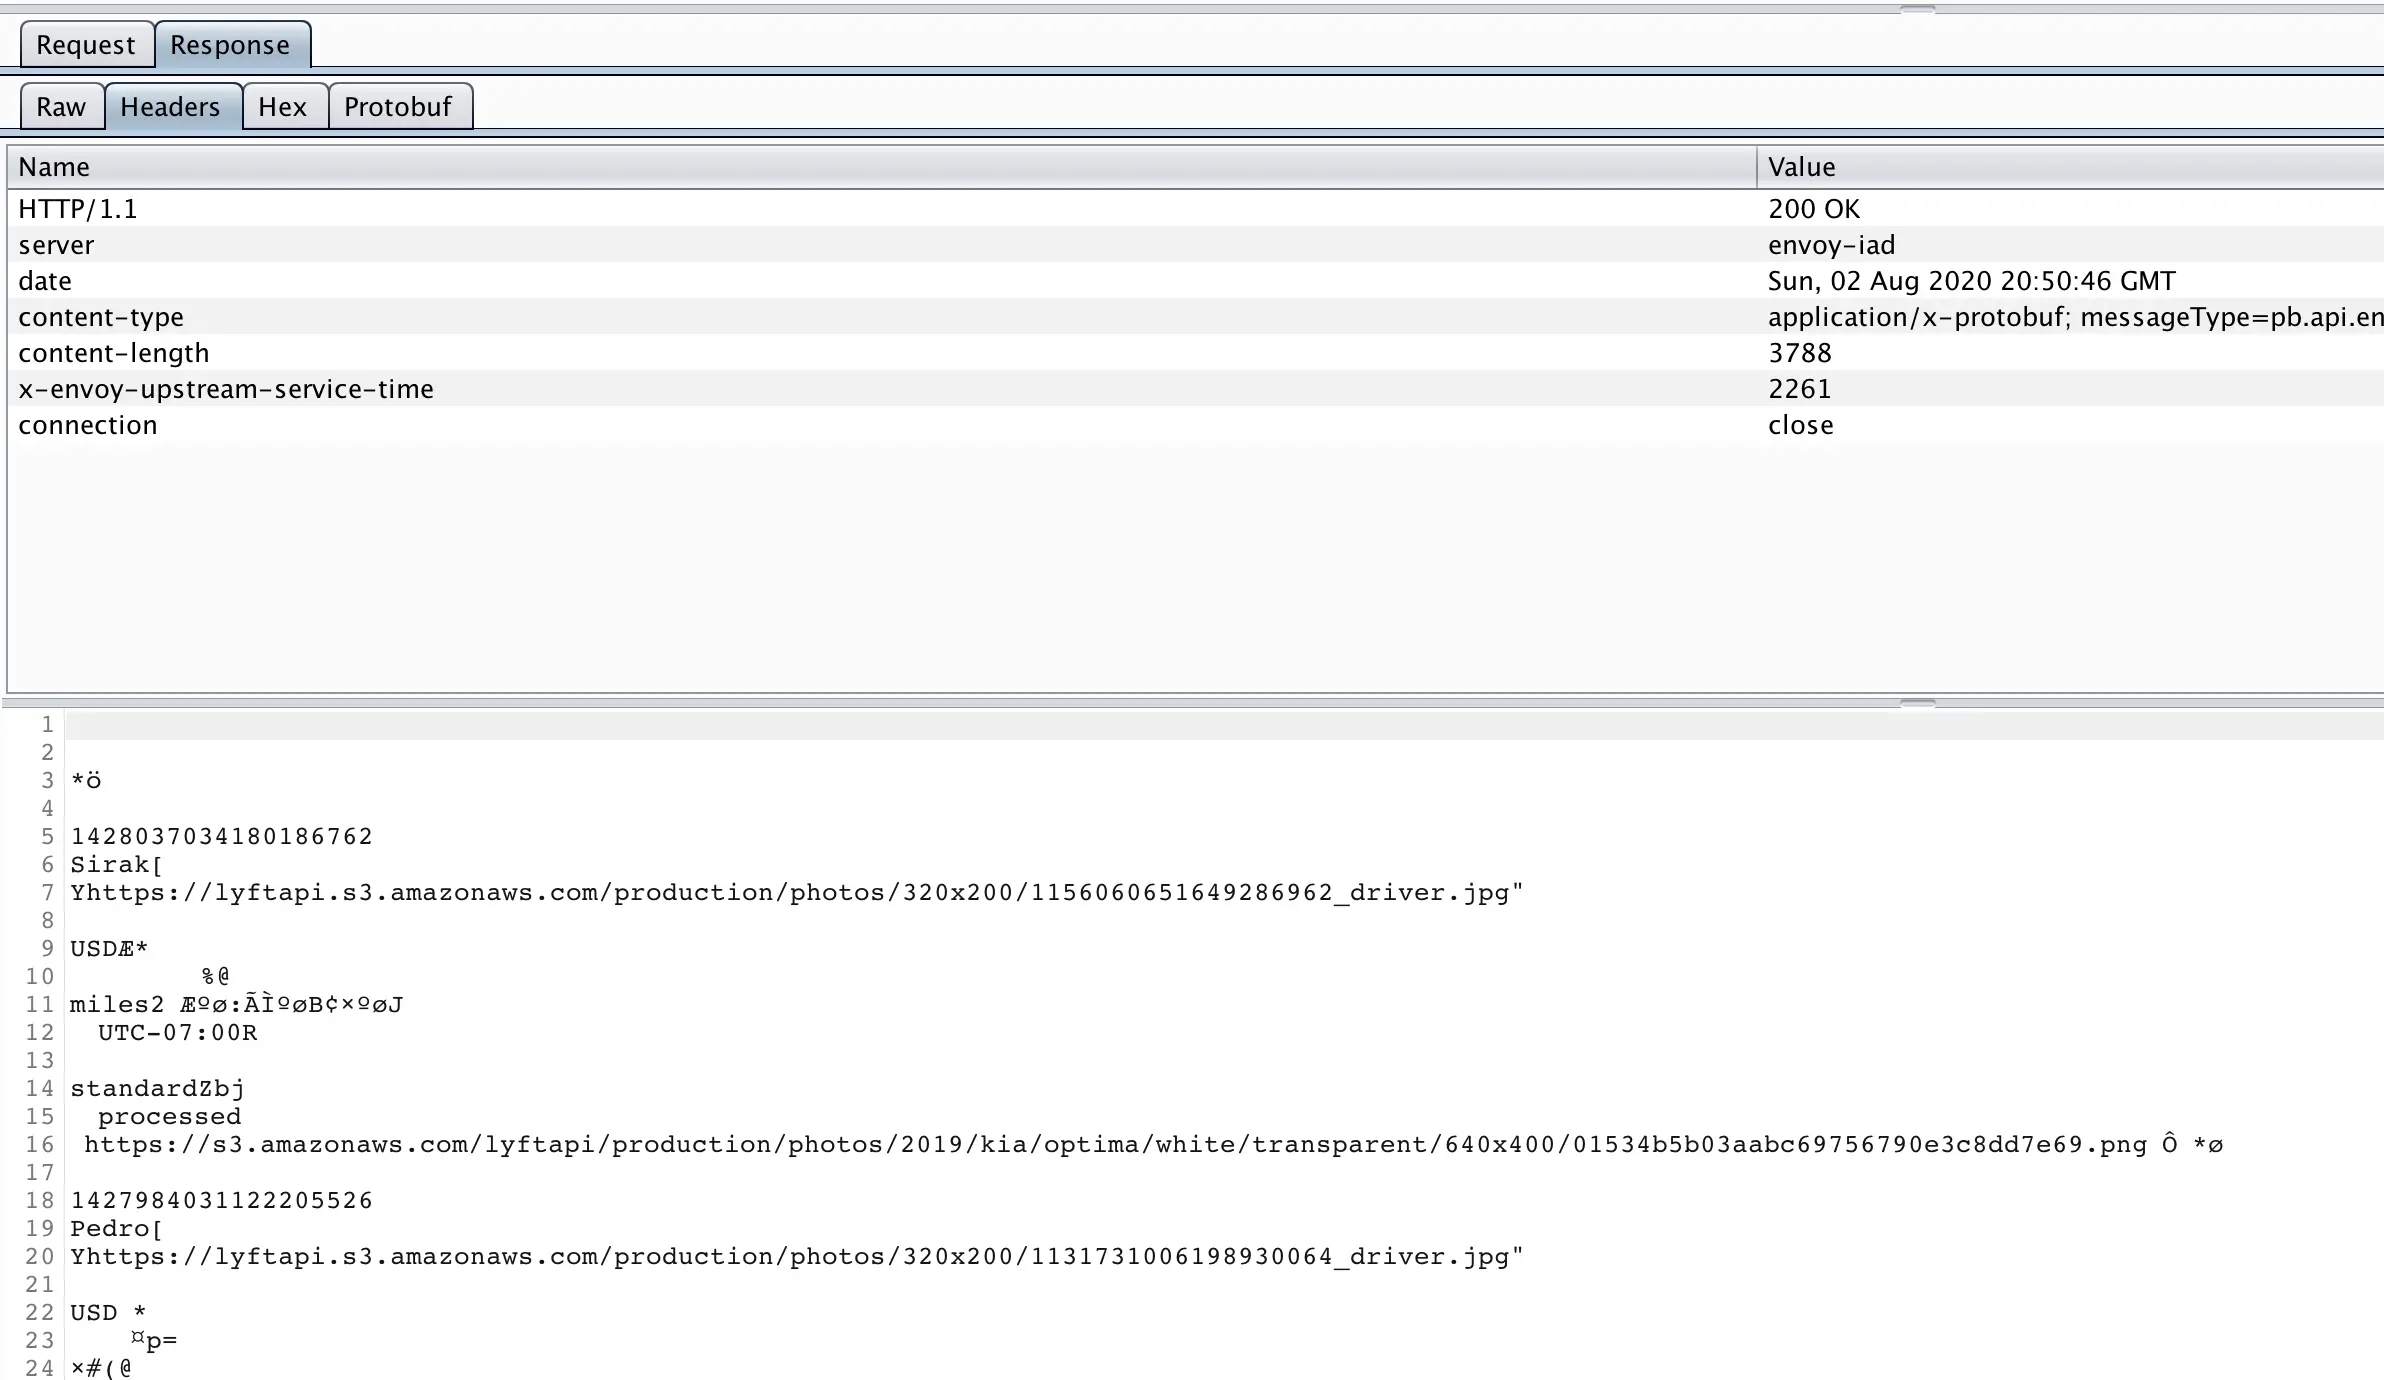 Request Response
Raw Headers Hex Protobuf
Name Value
HTTP/1.1 200 OK
server envoy-iad
date Sun, 02 Aug 2020 20:50:46 GMT
content-type application/x-protobuf; messageType=pb.api.en
content-length 3788
x-envoy-upstream-service-time 2261
connection close
1
2
3 *ö
4
5 1428037034180186762
6 Sirak[
7 Yhttps://lyftapi.s3.amazonaws.com/production/photos/320x200/1156060651649286962_driver.jpg"
8
9 USDÆ*
10 %@
11 miles2 ƺø:ÃÌºøB¢×ºøJ
12 UTC-07:00R
13
14 standardZbj
15 processed
16 https://s3.amazonaws.com/lyftapi/production/photos/2019/kia/optima/white/transparent/640x400/01534b5b03aabc69756790e3c8dd7e69.png Ô *ø
17
18 1427984031122205526
19 Pedro[
20 Yhttps://lyftapi.s3.amazonaws.com/production/photos/320x200/1131731006198930064_driver.jpg"
21
22 USD *
23 ¤p=
24 ×#(@